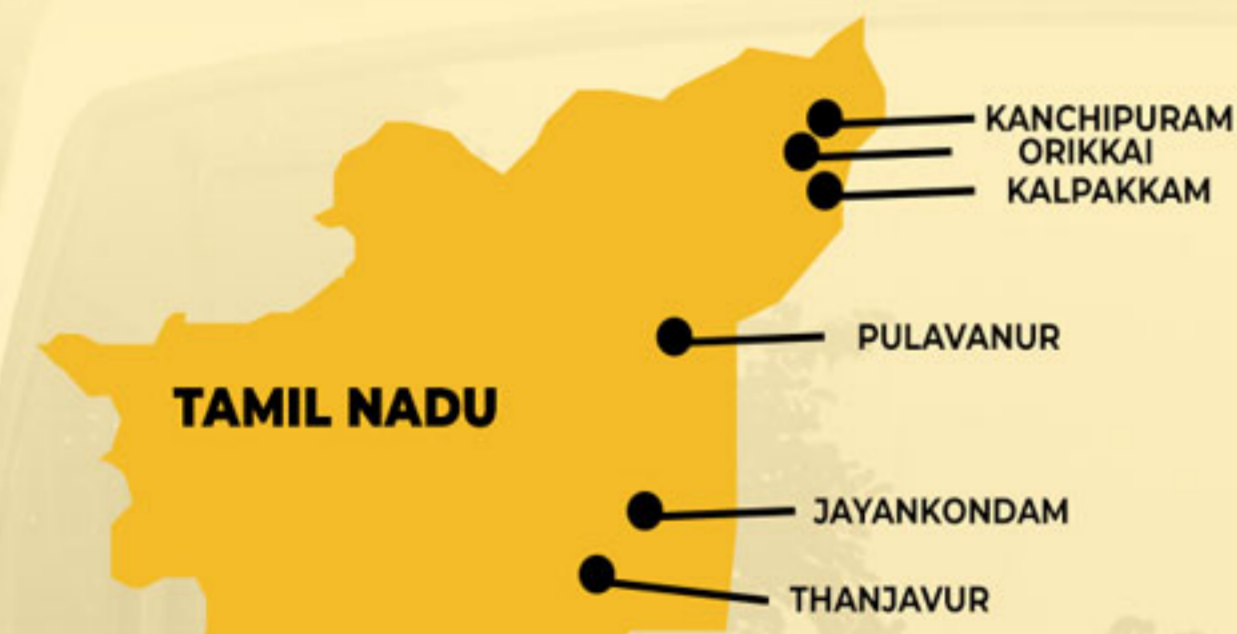 KANCHIPURAM
ORIKKAI
KALPAKKAM
PULAVANUR
TAMIL NADU
JAYANKONDAM
THANJAVUR